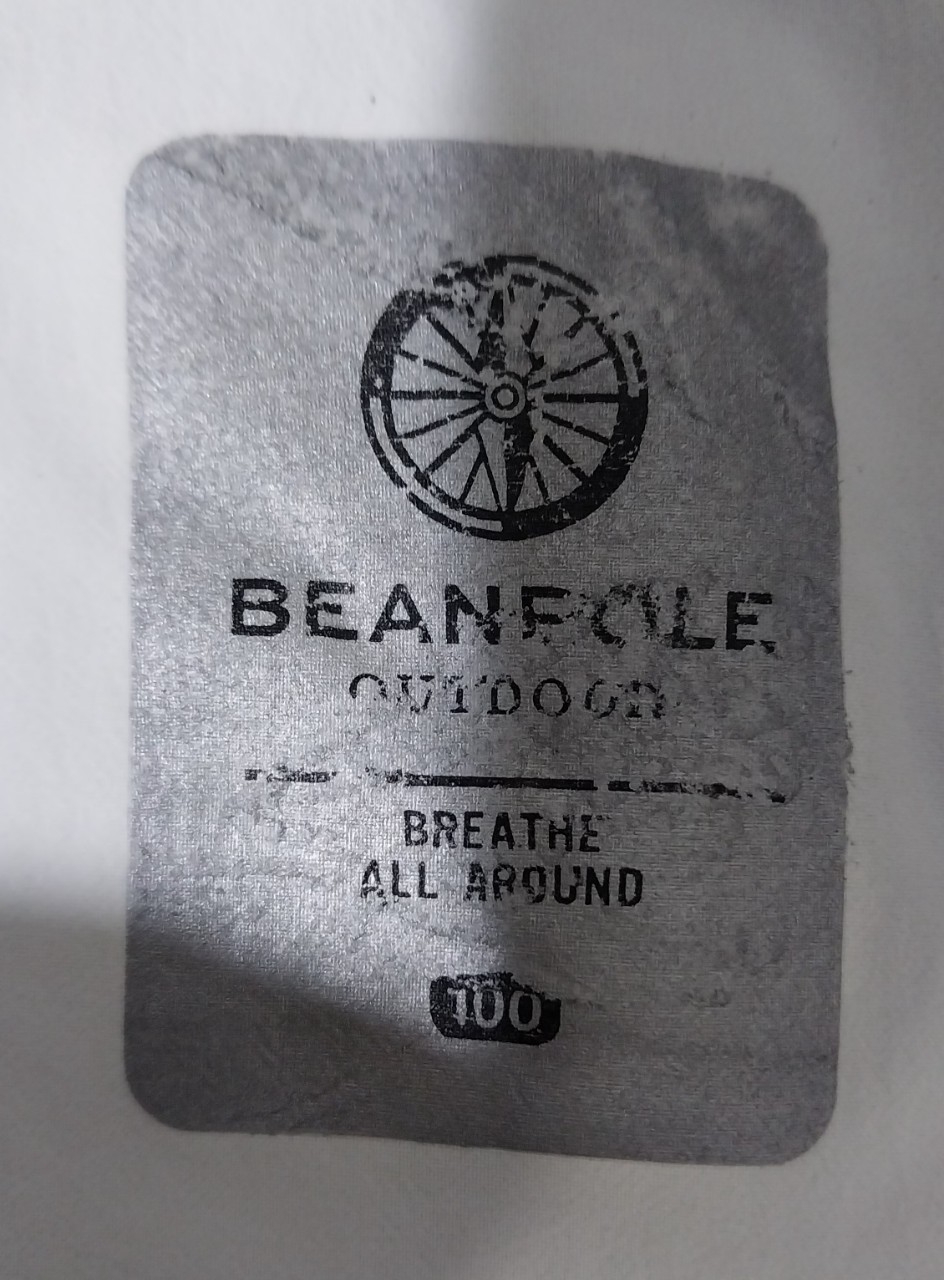 BEANPOLE
OUTDOOR
BREATHE
ALL AROUND
100